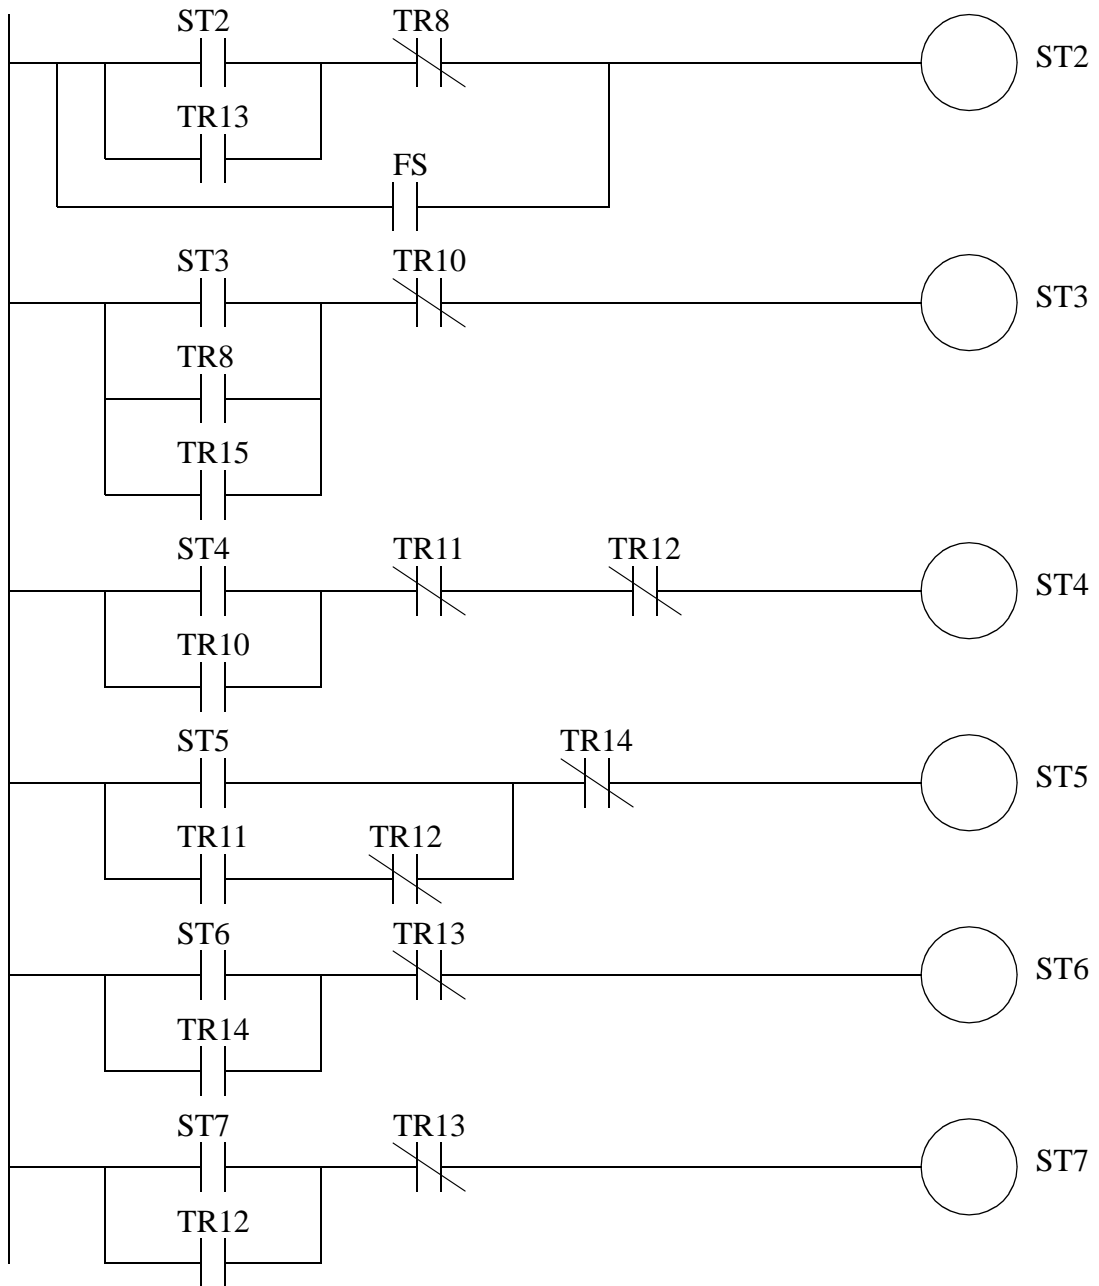 ST2 TR8
ST2
TR13
FS
ST3 TR10
ST3
TR8
TR15
ST4 TR11 TR12
ST4
TR10
ST5 TR14
ST5
TR11 TR12
ST6 TR13
ST6
TR14
ST7 TR13
ST7
TR12